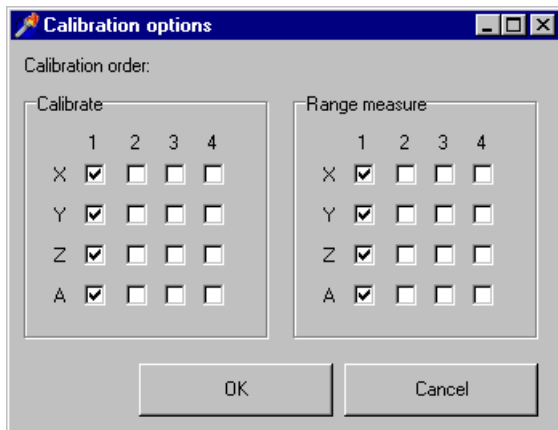 Calibration options
Calibration order:
Calibrate
1 2 3 4
X
Y
Z
A
Range measure
1 2 3 4
X
Y
Z
A
OK
Cancel